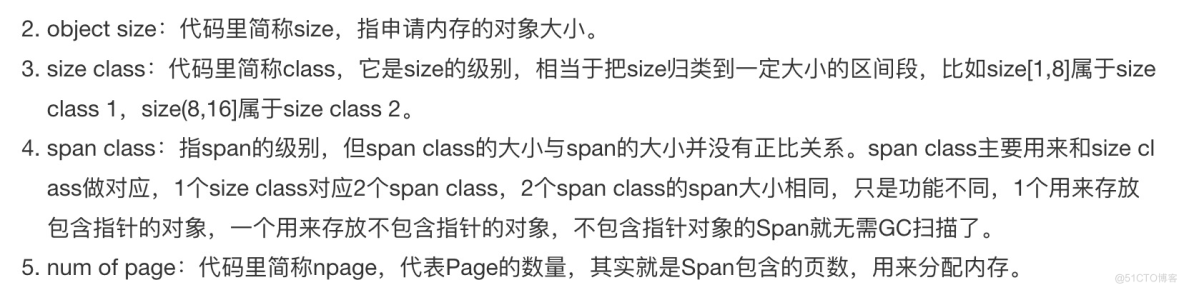 2. object size：代码里简称size，指申请内存的对象大小。
3. size class：代码里简称class，它是size的级别，相当于把size归类到一定大小的区间段，比如size[1,8]属于size
class 1，size(8,16]属于size class 2。
4. span class：指span的级别，但span class的大小与span的大小并没有正比关系。span class主要用来和size cl
ass做对应，1个size class对应2个span class，2个span class的span大小相同，只是功能不同，1个用来存放
包含指针的对象，一个用来存放不包含指针的对象，不包含指针对象的Span就无需GC扫描了。
5. num of page：代码里简称npage，代表Page的数量，其实就是Span包含的页数，用来分配内存。
@51CTO博客